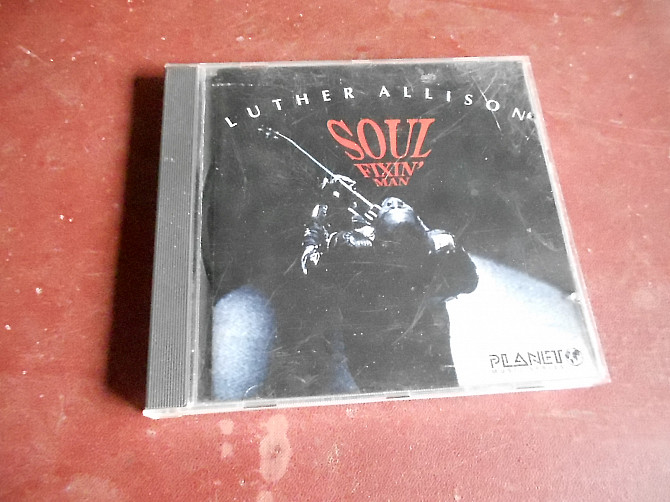 LUTHER ALLISON
SOUL
FIXIN'
MAN
PLANET